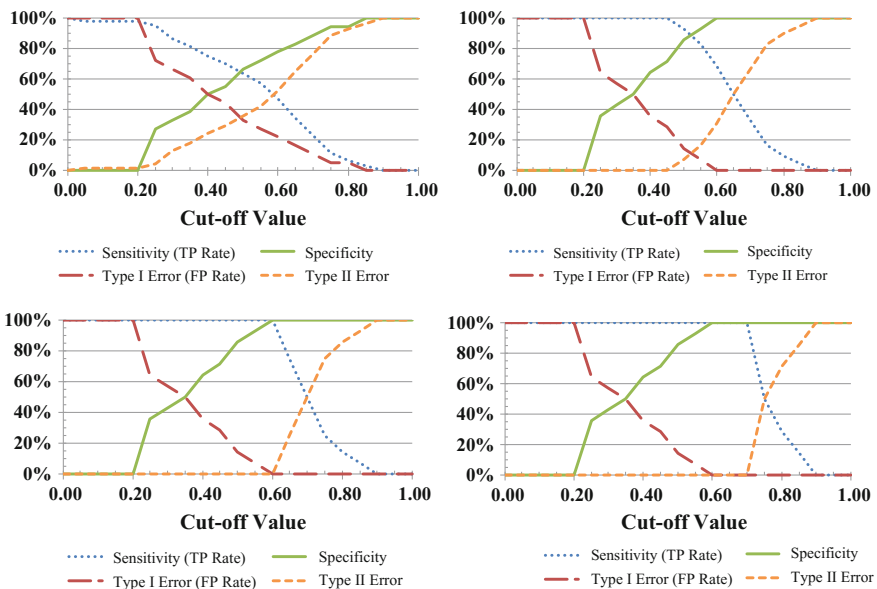 100%
80%
60%
40%
20%
0%
0.00 0.20 0.40 0.60 0.80 1.00
Cut-off Value
Sensitivity (TP Rate) Specificity
Type I Error (FP Rate) Type II Error
100%
80%
60%
40%
20%
0%
0.00 0.20 0.40 0.60 0.80 1.00
Cut-off Value
Sensitivity (TP Rate) Specificity
Type I Error (FP Rate) Type II Error
100%
80%
60%
40%
20%
0%
0.00 0.20 0.40 0.60 0.80 1.00
Cut-off Value
Sensitivity (TP Rate) Specificity
Type I Error (FP Rate) Type II Error
100%
80%
60%
40%
20%
0%
0.00 0.20 0.40 0.60 0.80 1.00
Cut-off Value
Sensitivity (TP Rate) Specificity
Type I Error (FP Rate) Type II Error